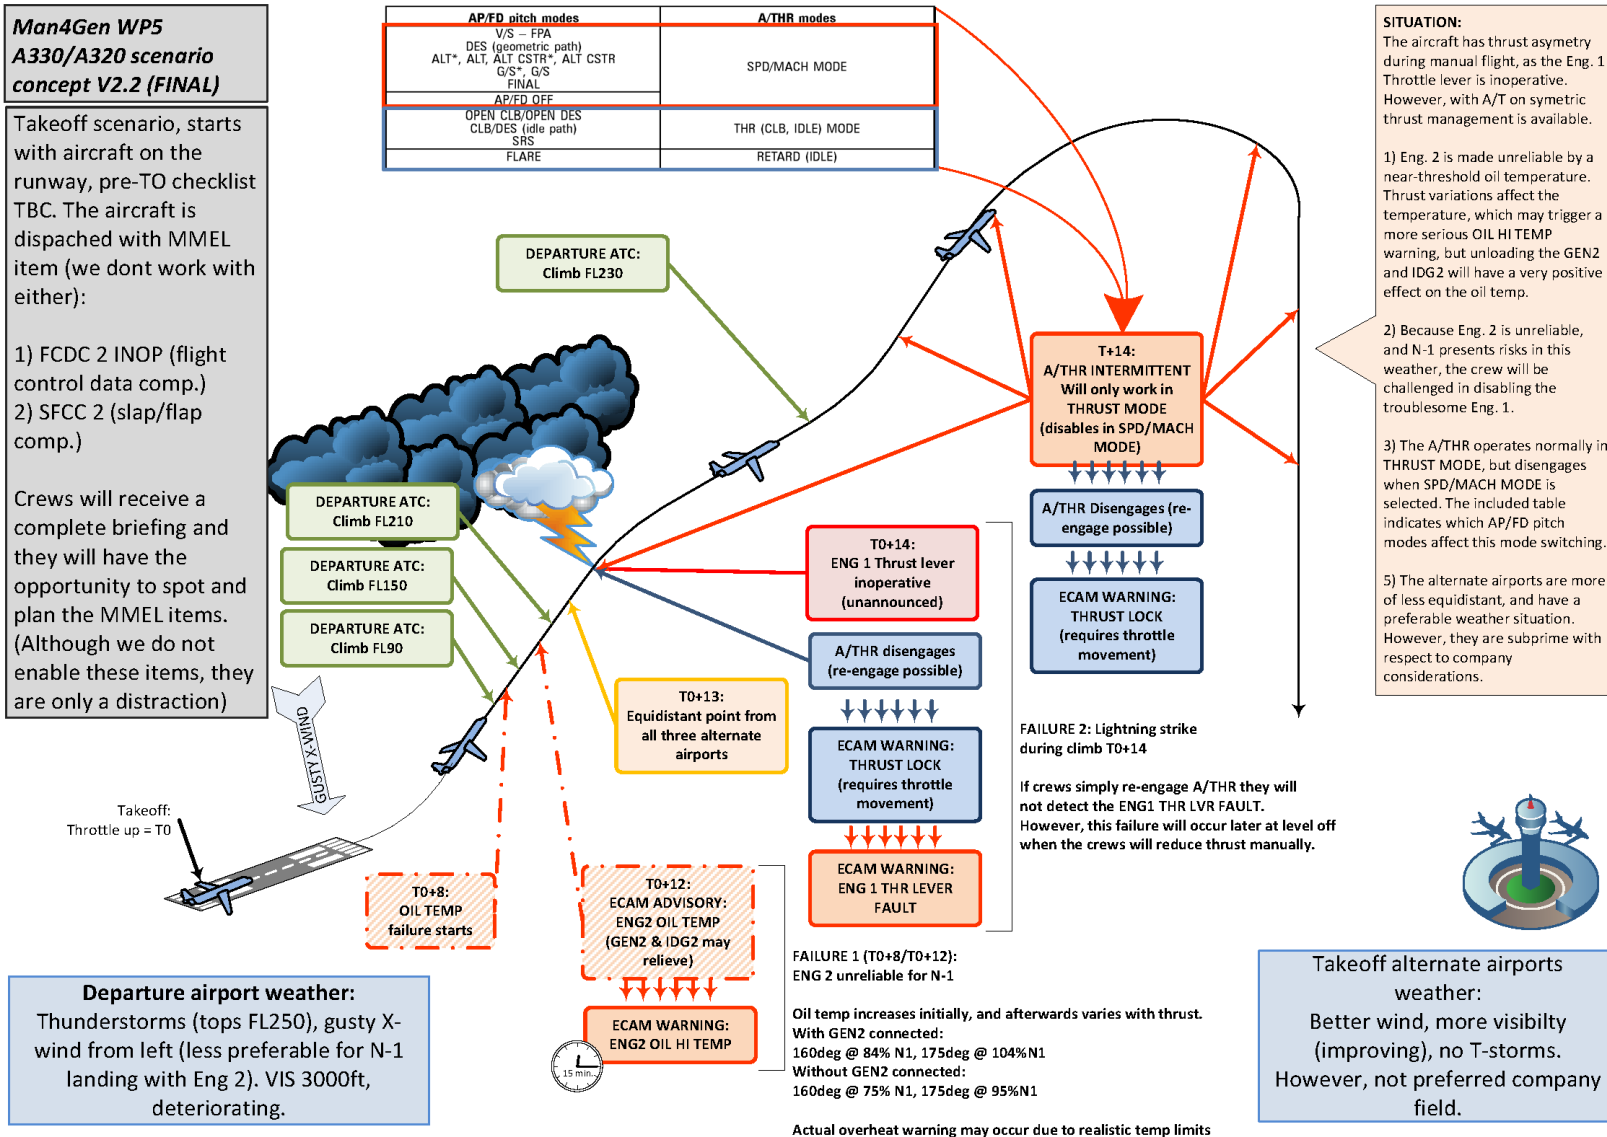 Man4Gen WP5
A330/A320 scenario
concept V2.2 (FINAL)
Takeoff scenario, starts
with aircraft on the
runway, pre-TO checklist
TBC. The aircraft is
dispached with MMEL
item (we dont work with
either):
1) FCDC 2 INOP (flight
control data comp.)
2) SFCC 2 (slap/flap
comp.)
Crews will receive a
complete briefing and
they will have the
opportunity to spot and
plan the MMEL items.
(Although we do not
enable these items, they
are only a distraction)
AP/FD pitch modes
A/THR modes
V/S – FPA
DES (geometric path)
ALT*, ALT, ALT CSTR*, ALT CSTR
G/S*, G/S
FINAL
AP/FD OFF
SPD/MACH MODE
OPEN CLB/OPEN DES
CLB/DES (idle path)
SRS
THR (CLB, IDLE) MODE
FLARE
RETARD (IDLE)
SITUATION:
The aircraft has thrust asymetry
during manual flight, as the Eng. 1
Throttle lever is inoperative.
However, with A/T on symetric
thrust management is available.
1) Eng. 2 is made unreliable by a
near-threshold oil temperature.
Thrust variations affect the
temperature, which may trigger a
more serious OIL HI TEMP
warning, but unloading the GEN2
and IDG2 will have a very positive
effect on the oil temp.
2) Because Eng. 2 is unreliable,
and N-1 presents risks in this
weather, the crew will be
challenged in disabling the
troublesome Eng. 1.
3) The A/THR operates normally in
THRUST MODE, but disengages
when SPD/MACH MODE is
selected. The included table
indicates which AP/FD pitch
modes affect this mode switching.
5) The alternate airports are more
of less equidistant, and have a
preferable weather situation.
However, they are subprime with
respect to company
considerations.
DEPARTURE ATC:
Climb FL230
DEPARTURE ATC:
Climb FL210
DEPARTURE ATC:
Climb FL150
DEPARTURE ATC:
Climb FL90
T+14:
A/THR INTERMITTENT
Will only work in
THRUST MODE
(disables in SPD/MACH
MODE)
A/THR Disengages (re-
engage possible)
ECAM WARNING:
THRUST LOCK
(requires throttle
movement)
T0+14:
ENG 1 Thrust lever
inoperative
(unannounced)
A/THR disengages
(re-engage possible)
ECAM WARNING:
THRUST LOCK
(requires throttle
movement)
ECAM WARNING:
ENG 1 THR LEVER
FAULT
T0+13:
Equidistant point from
all three alternate
airports
FAILURE 2: Lightning strike
during climb T0+14
If crews simply re-engage A/THR they will
not detect the ENG1 THR LVR FAULT.
However, this failure will occur later at level off
when the crews will reduce thrust manually.
GUSTY X-WIND
Takeoff:
Throttle up = T0
T0+8:
OIL TEMP
failure starts
T0+12:
ECAM ADVISORY:
ENG2 OIL TEMP
(GEN2 & IDG2 may
relieve)
ECAM WARNING:
ENG2 OIL HI TEMP
15 min.
FAILURE 1 (T0+8/T0+12):
ENG 2 unreliable for N-1
Oil temp increases initially, and afterwards varies with thrust.
With GEN2 connected:
160deg @ 84% N1, 175deg @ 104%N1
Without GEN2 connected:
160deg @ 75% N1, 175deg @ 95%N1
Actual overheat warning may occur due to realistic temp limits
Departure airport weather:
Thunderstorms (tops FL250), gusty X-
wind from left (less preferable for N-1
landing with Eng 2). VIS 3000ft,
deteriorating.
Takeoff alternate airports
weather:
Better wind, more visibilty
(improving), no T-storms.
However, not preferred company
field.